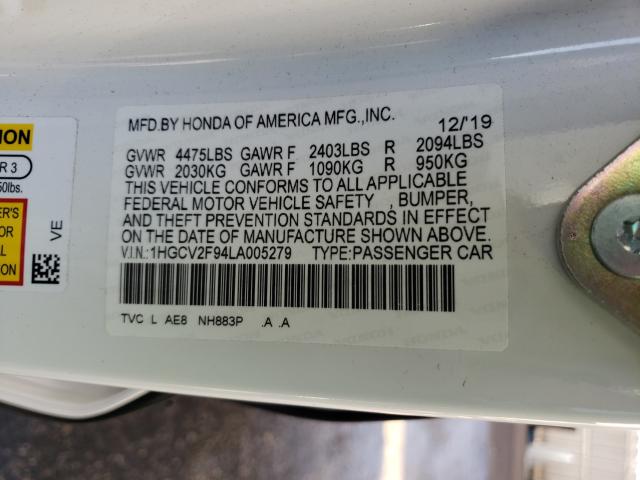 MFD.BY HONDA OF AMERICA MFG.,INC. 12/'19
GVWR 4475LBS GAWR F 2403LBS R 2094LBS
GVWR 2030KG GAWR F 1090KG R 950KG
THIS VEHICLE CONFORMS TO ALL APPLICABLE
FEDERAL MOTOR VEHICLE SAFETY , BUMPER,
AND THEFT PREVENTION STANDARDS IN EFFECT ON
THE DATE OF MANUFACTURE SHOWN ABOVE.
V.I.N.:1HGCV2F94LA005279 TYPE:PASSENGER CAR
TVC L AE8 NH883P .A .A
VE